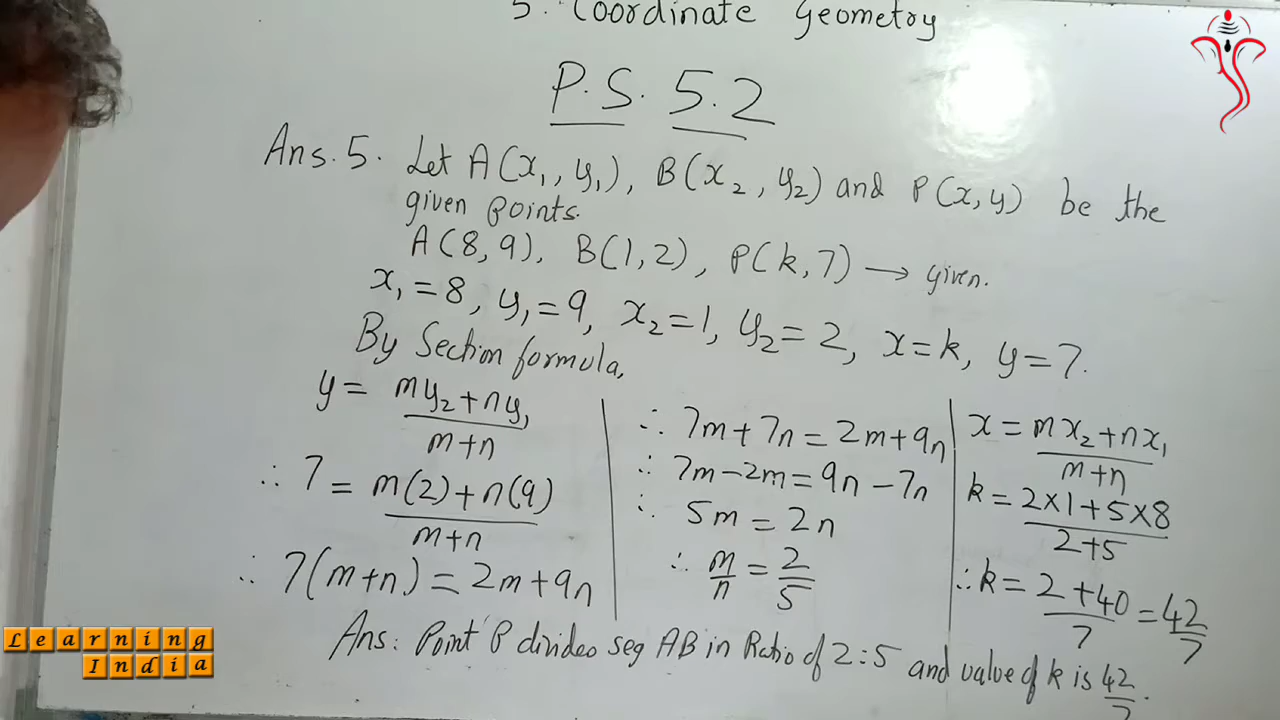 5. Coordinate Geometry
P.S. 5.2
Ans.5. Let A(x₁, y₁), B(x₂, y₂) and P(x, y) be the
given points.
A(8, 9), B(1, 2), P(k, 7) → given.
x₁ = 8, y₁ = 9, x₂ = 1, y₂ = 2, x = k, y = 7.
By Section formula,
y = my₂ + ny₁ / m+n
∴ 7 = m(2) + n(9) / m+n
∴ 7(m+n) = 2m + 9n
∴ 7m + 7n = 2m + 9n
∴ 7m − 2m = 9n − 7n
∴ 5m = 2n
∴ m/n = 2/5
x = mx₂ + nx₁ / m+n
k = 2×1 + 5×8 / 2+5
∴ k = 2+40 / 7 = 42/7
Ans: Point P divides seg AB in Ratio of 2:5 and value of k is 42/7.
Learning
India